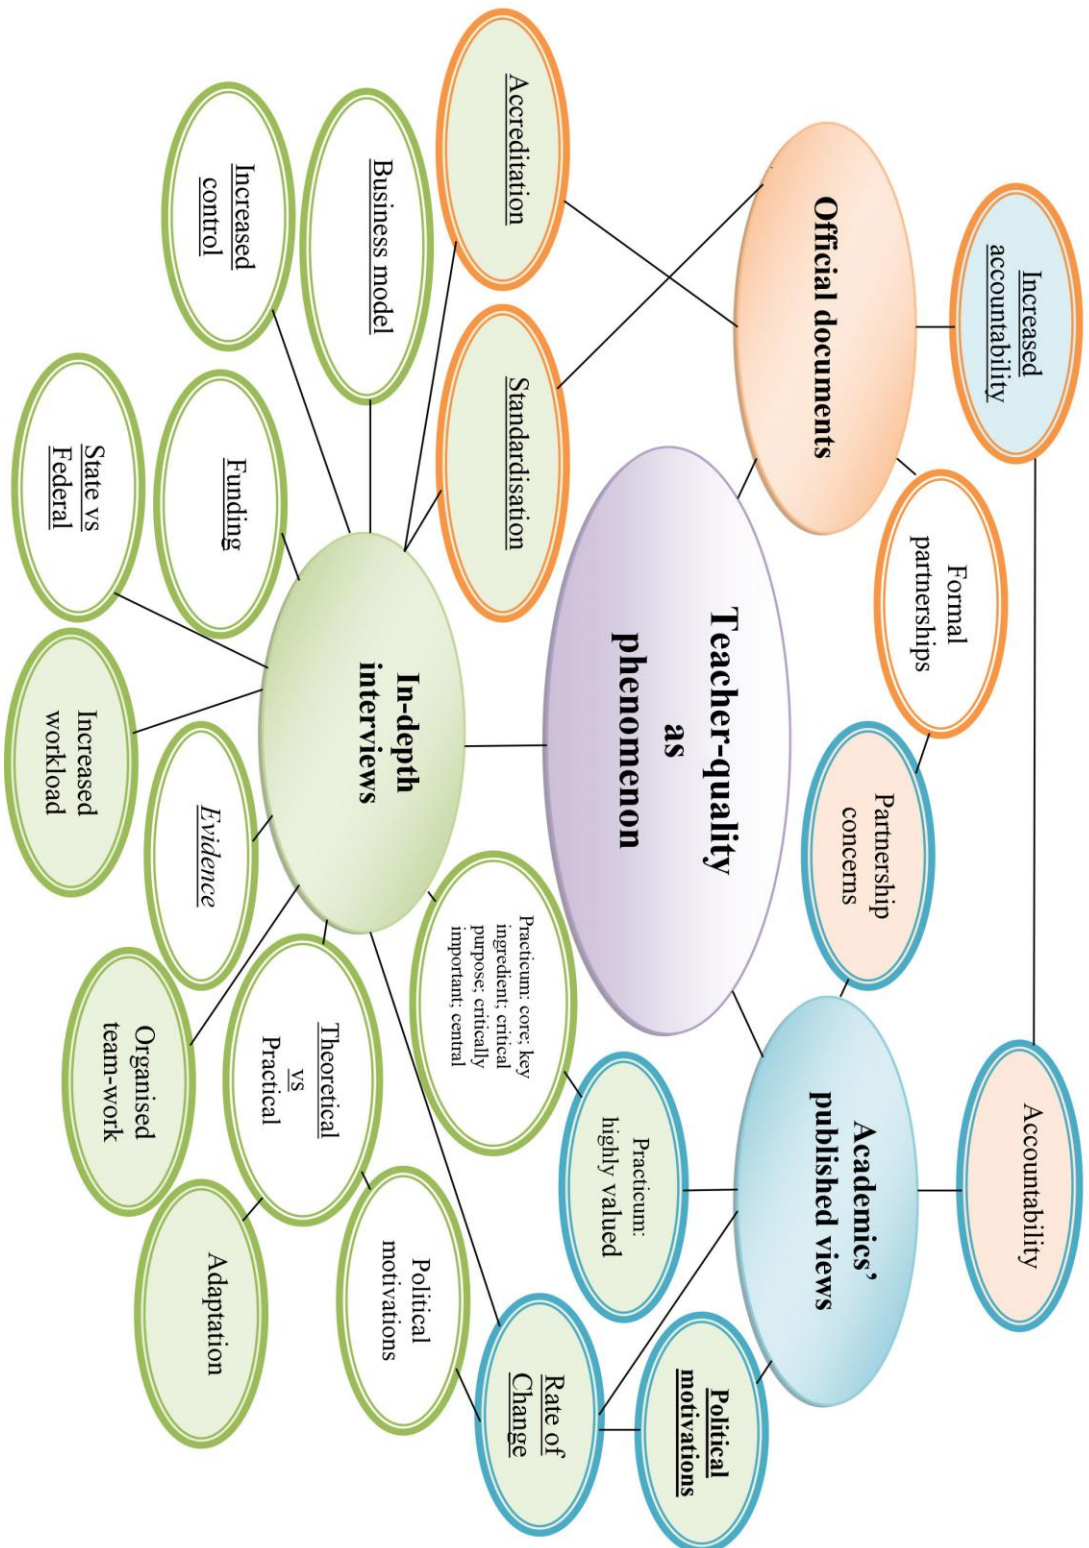 Increased
accountability
Accountability
Official documents
Formal
partnerships
Partnership
concerns
Academics’
published views
Teacher-quality
as
phenomenon
Political
motivations
Practicum:
highly valued
Rate of
Change
Accreditation
Standardisation
Practicum: core; key
ingredient; critical
purpose; critically
important; central
Political
motivations
Business model
In-depth
interviews
Theoretical
vs
Practical
Adaptation
Increased
control
Funding
Evidence
Organised
team-work
State vs
Federal
Increased
workload